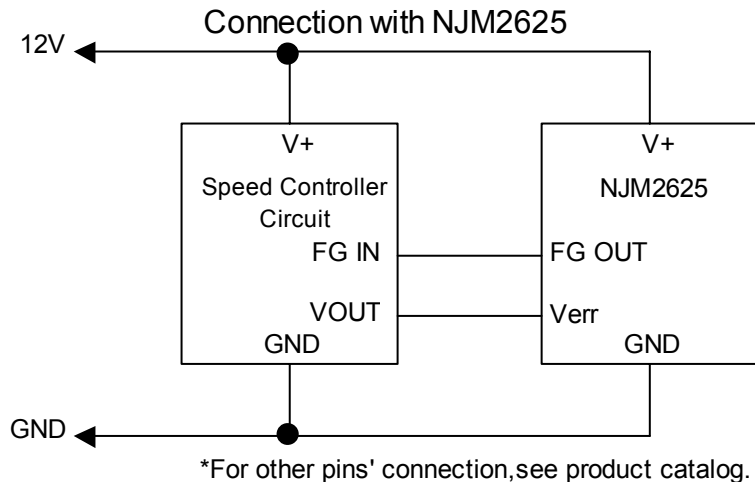 Connection with NJM2625
12V
V+
Speed Controller
Circuit
FG IN
VOUT
GND
V+
NJM2625
FG OUT
Verr
GND
GND
*For other pins' connection,see product catalog.